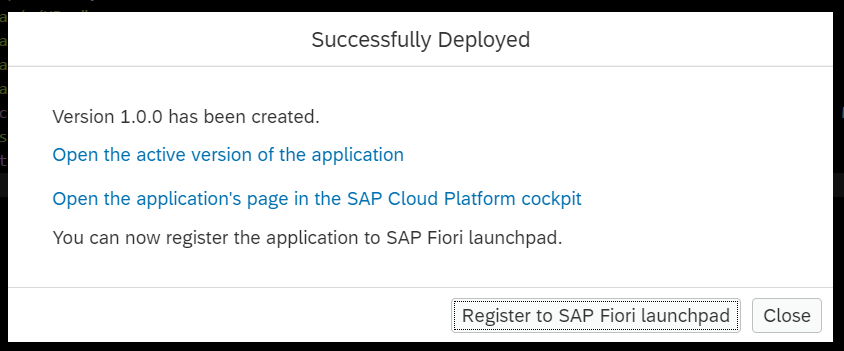 Successfully Deployed
Version 1.0.0 has been created.
Open the active version of the application
Open the application's page in the SAP Cloud Platform cockpit
You can now register the application to SAP Fiori launchpad.
Register to SAP Fiori launchpad
Close